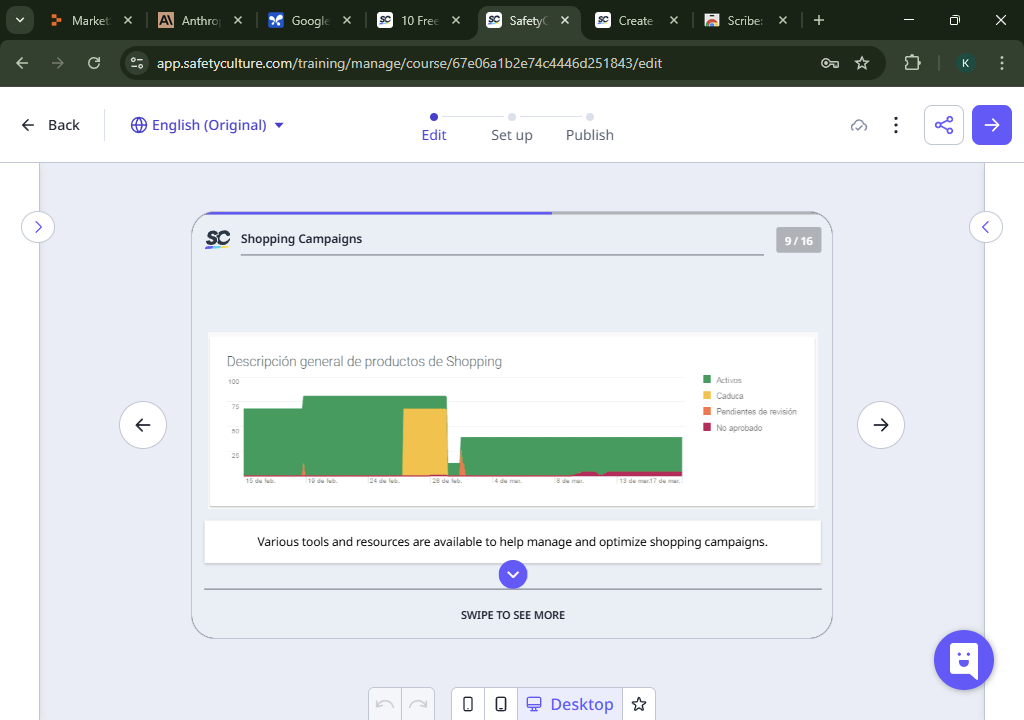 Market
Anthro
Google
10 Free
SafetyC
Create
Scribe:
app.safetyculture.com/training/manage/course/67e06a1b2e74c4446d251843/edit
K
Back
English (Original)
Edit
Set up
Publish
SC
Shopping Campaigns
9 / 16
Descripción general de productos de Shopping
100
75
50
25
15 de feb.
19 de feb.
24 de feb.
28 de feb.
4 de mar.
8 de mar.
13 de mar.
17 de mar.
Activos
Caduca
Pendientes de revisión
No aprobado
Various tools and resources are available to help manage and optimize shopping campaigns.
SWIPE TO SEE MORE
Desktop